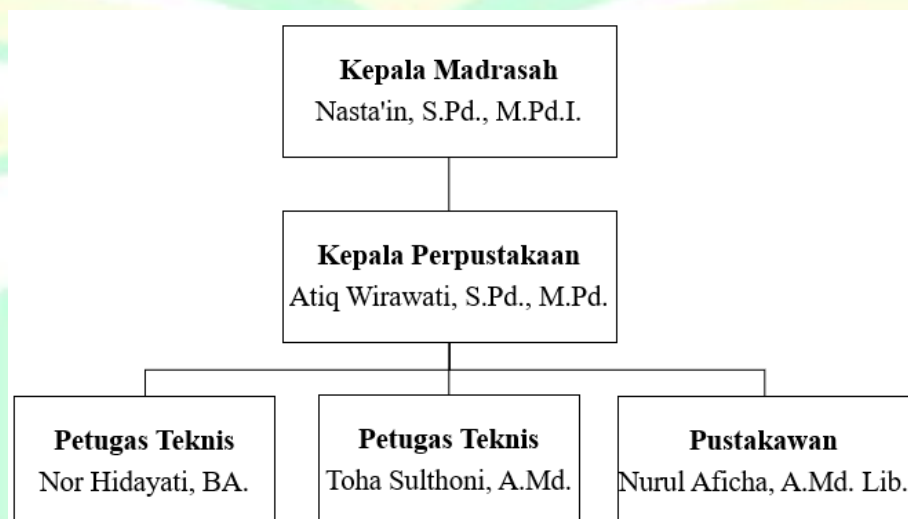 Kepala Madrasah
Nasta'in, S.Pd., M.Pd.I.
Kepala Perpustakaan
Atiq Wirawati, S.Pd., M.Pd.
Petugas Teknis
Nor Hidayati, BA.
Petugas Teknis
Toha Sulthoni, A.Md.
Pustakawan
Nurul Aficha, A.Md. Lib.